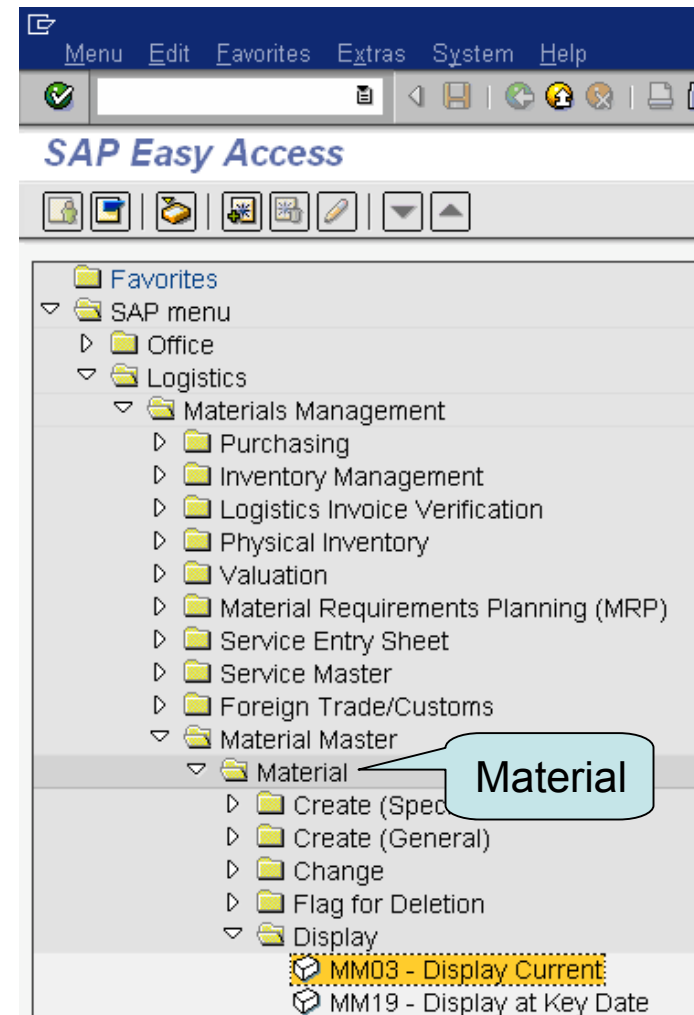 Menu Edit Favorites Extras System Help
SAP Easy Access
Favorites
SAP menu
Office
Logistics
Materials Management
Purchasing
Inventory Management
Logistics Invoice Verification
Physical Inventory
Valuation
Material Requirements Planning (MRP)
Service Entry Sheet
Service Master
Foreign Trade/Customs
Material Master
Material
Material
Create (Spec
Create (General)
Change
Flag for Deletion
Display
MM03 - Display Current
MM19 - Display at Key Date